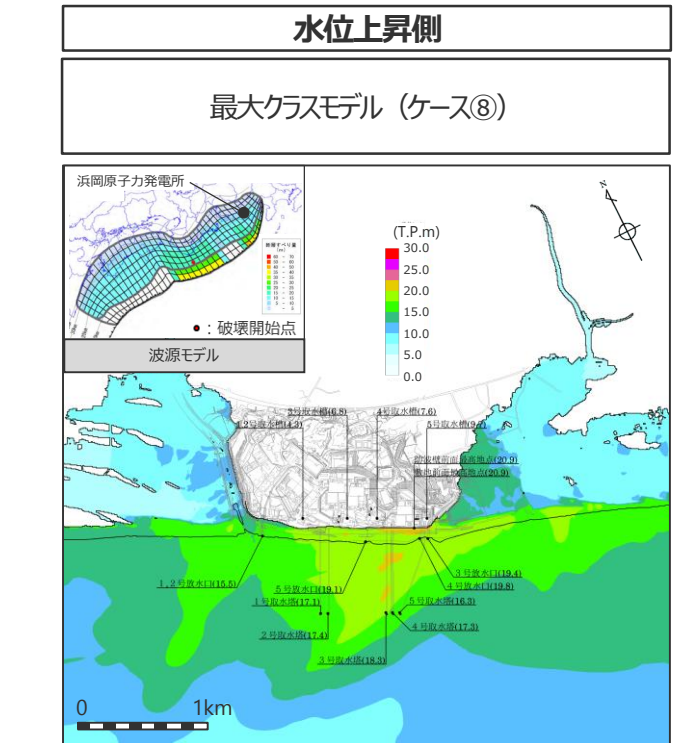 水位上昇側
最大クラスモデル（ケース⑧）
浜岡原子力発電所
断層すべり量
(m)
：破壊開始点
波源モデル
N
(T.P.m)
30.0
25.0
20.0
15.0
10.0
5.0
0.0
3号取水槽(6.8)
4号取水槽(7.6)
1,2号取水槽(4.3)
防波壁前面最高地点(20.9)
敷地前面最高地点(20.9)
1,2号放水口(15.5)
5号放水口(19.1)
3号放水口(19.4)
4号放水口(19.8)
1号取水塔(17.1)
5号取水塔(16.3)
2号取水塔(17.4)
4号取水塔(17.3)
3号取水塔(18.3)
0 1km